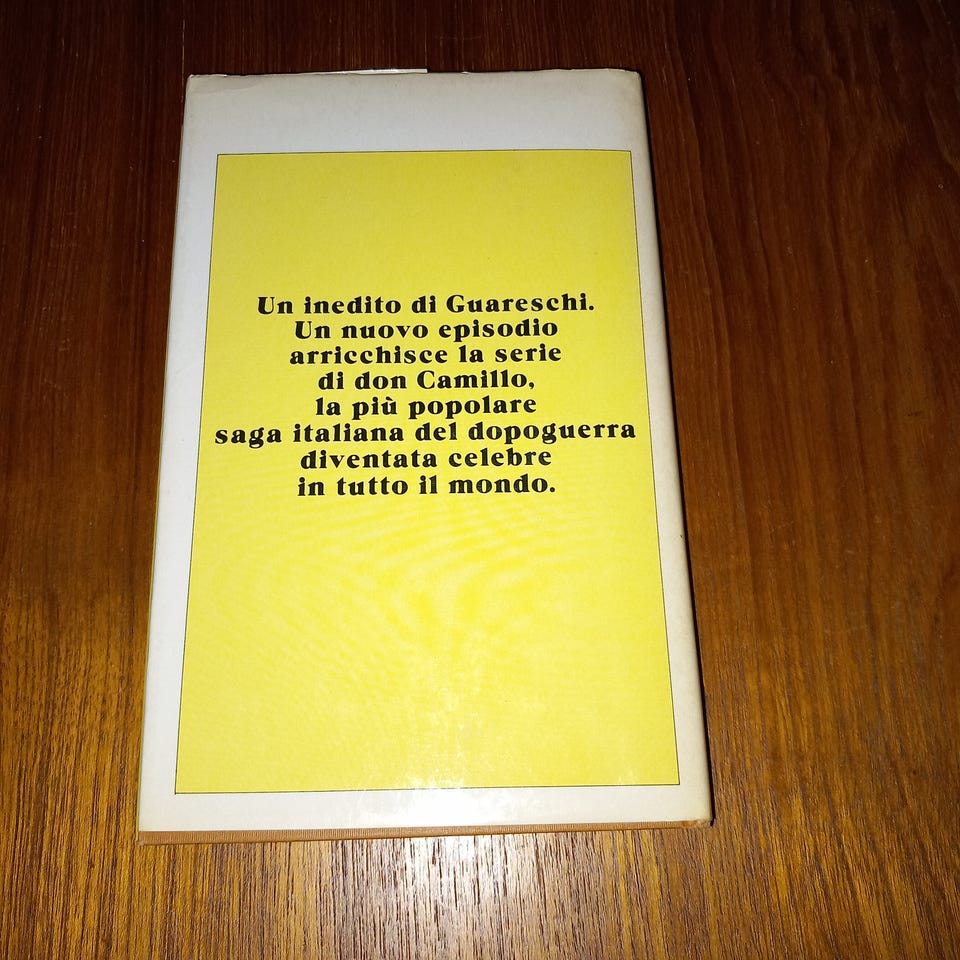 Un inedito di Guareschi.
Un nuovo episodio
arricchisce la serie
di don Camillo,
la più popolare
saga italiana del dopoguerra
diventata celebre
in tutto il mondo.